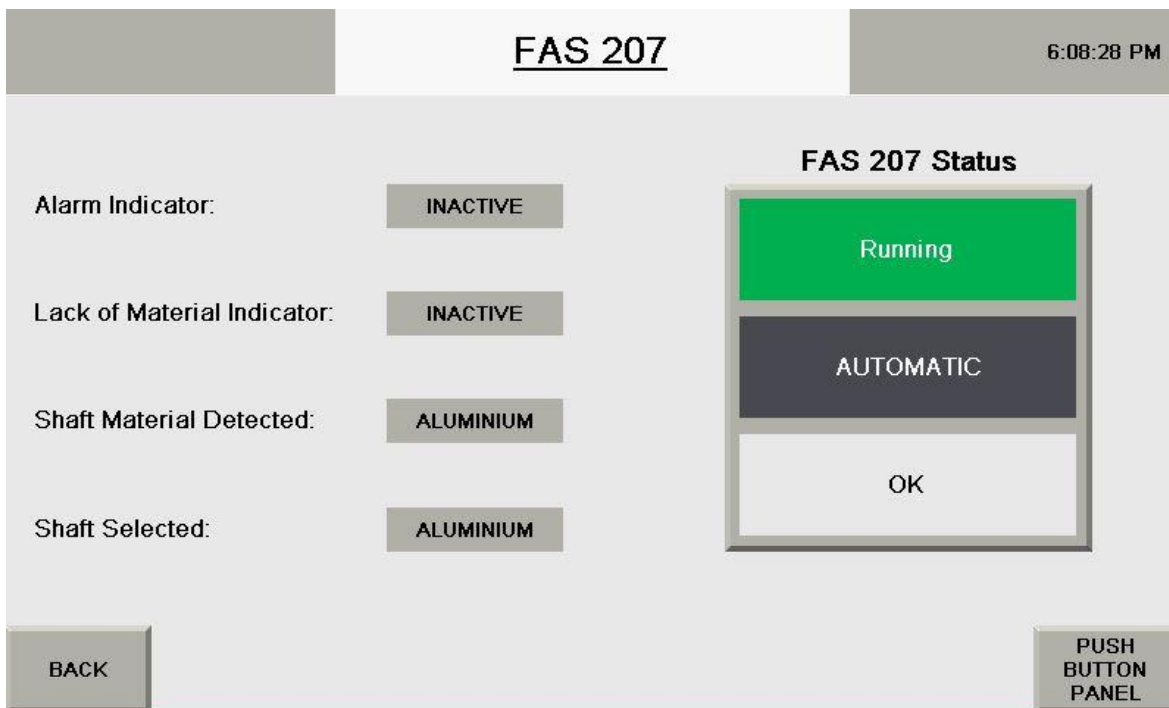 FAS 207
6:08:28 PM
FAS 207 Status
Alarm Indicator:
INACTIVE
Running
Lack of Material Indicator:
INACTIVE
AUTOMATIC
Shaft Material Detected:
ALUMINIUM
OK
Shaft Selected:
ALUMINIUM
BACK
PUSH
BUTTON
PANEL